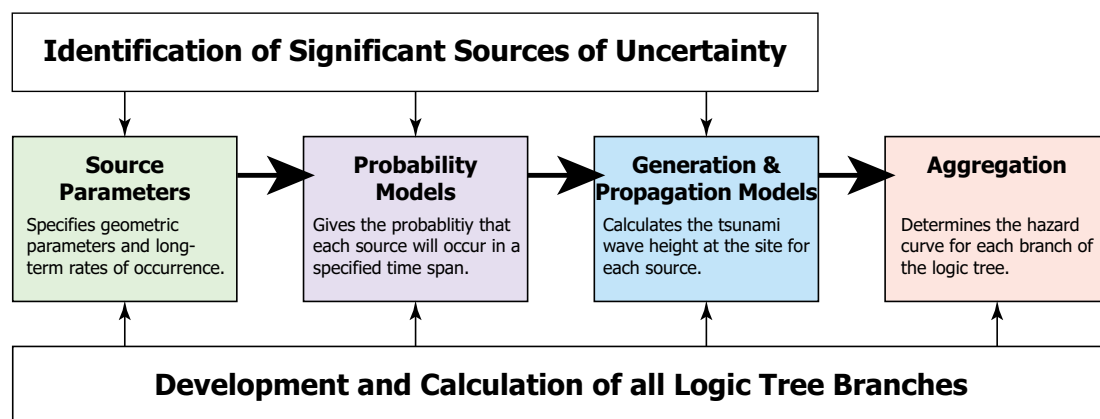 Identification of Significant Sources of Uncertainty
Source
Parameters
Specifies geometric
parameters and long-
term rates of occurrence.
Probability
Models
Gives the probablitiy that
each source will occur in a
specified time span.
Generation &
Propagation Models
Calculates the tsunami
wave height at the site for
each source.
Aggregation
Determines the hazard
curve for each branch of
the logic tree.
Development and Calculation of all Logic Tree Branches